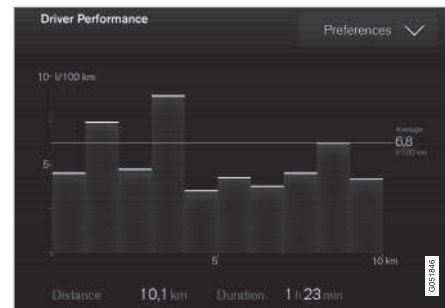 Driver Performance
Preferences
10 l/100 km
Average
6,8
l/100 km
5
5
10 km
Distance 10,1 km Duration 1 h 23 min
G051846